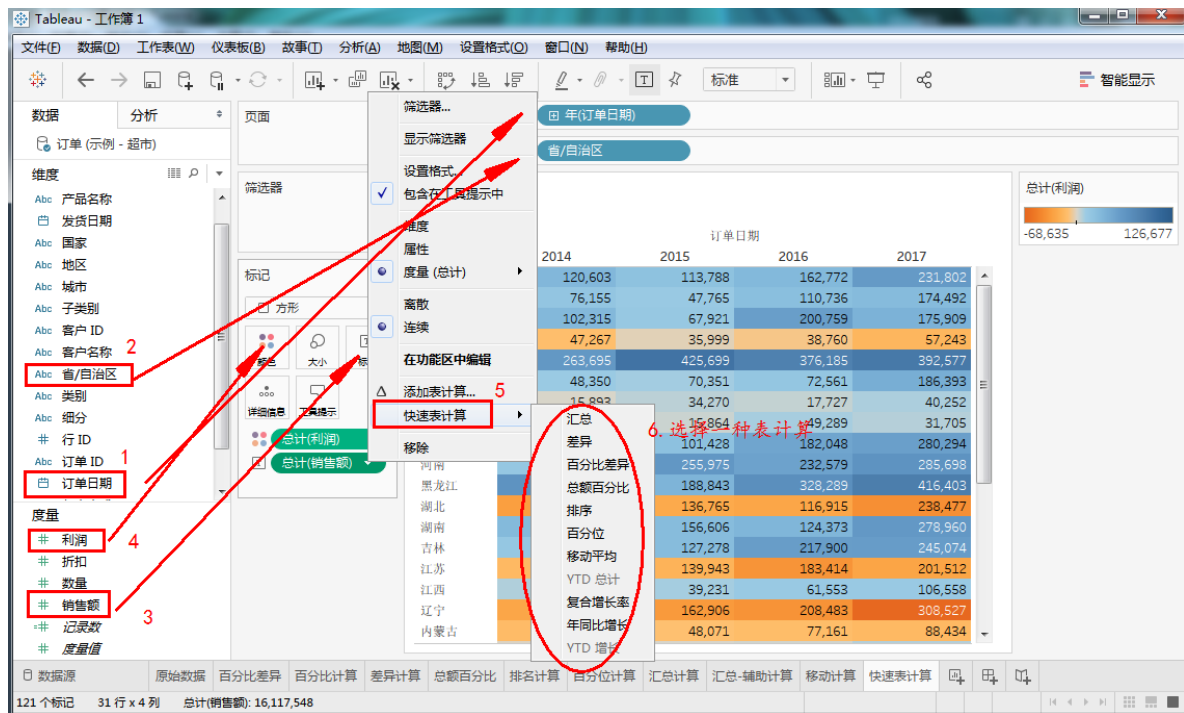 Tableau - 工作簿 1
文件(F) 数据(D) 工作表(W) 仪表板(B) 故事(T) 分析(A) 地图(M) 设置格式(O) 窗口(N) 帮助(H)
标准 智能显示
数据 分析
订单 (示例 - 超市)
维度
Abc 产品名称
发货日期
Abc 国家
Abc 地区
Abc 城市
Abc 子类别
Abc 客户 ID
Abc 客户名称
2
Abc 省/自治区
Abc 类别
Abc 细分
# 行 ID
Abc 订单 ID
1
订单日期
度量
# 利润
4
# 折扣
# 数量
# 销售额
3
=# 记录数
# 度量值
页面
筛选器
标记
方形
颜色 大小
详细信息 工具提示
总计(利润)
总计(销售额)
筛选器...
显示筛选器
设置格式...
包含在工具提示中
维度
属性
度量 (总计)
离散
连续
在功能区中编辑
添加表计算...
5
快速表计算
移除
汇总
差异
百分比差异
总额百分比
排序
百分位
移动平均
YTD 总计
复合增长率
年同比增长
YTD 增长
6.选择一种表计算
年(订单日期)
省/自治区
订单日期
2014 2015 2016 2017
120,603 113,788 162,772 231,802
76,155 47,765 110,736 174,492
102,315 67,921 200,759 175,909
47,267 35,999 38,760 57,243
263,695 425,699 376,185 392,577
48,350 70,351 72,561 186,393
15,893 34,270 17,727 40,252
15,864 49,289 31,705
101,428 182,048 280,294
河南 255,975 232,579 285,698
黑龙江 188,843 328,289 416,403
湖北 136,765 116,915 238,477
湖南 156,606 124,373 278,960
吉林 127,278 217,900 245,074
江苏 139,943 183,414 201,512
江西 39,231 61,553 106,558
辽宁 162,906 208,483 308,527
内蒙古 48,071 77,161 88,434
总计(利润)
-68,635 126,677
数据源 原始数据 百分比差异 百分比计算 差异计算 总额百分比 排名计算 百分位计算 汇总计算 汇总-辅助计算 移动计算 快速表计算
121 个标记 31 行 x 4 列 总计(销售额): 16,117,548